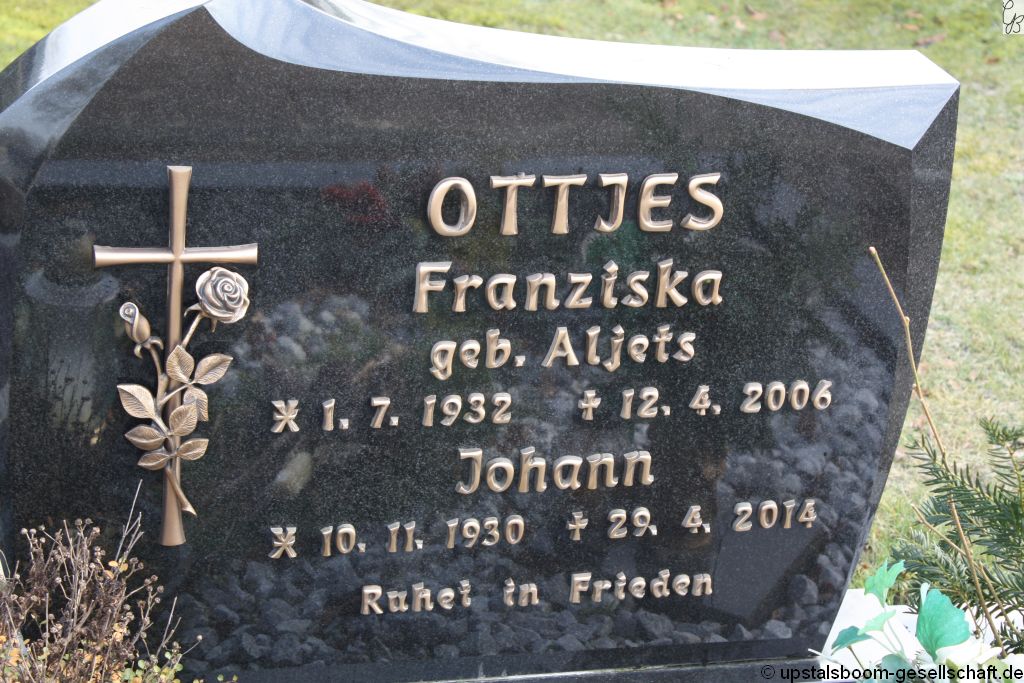 OTTJES
Franziska
geb. Aljets
* 1. 7. 1932 † 12. 4. 2006
Johann
* 10. 11. 1930 † 29. 4. 2014
Ruhet in Frieden
© upstalsboom-gesellschaft.de